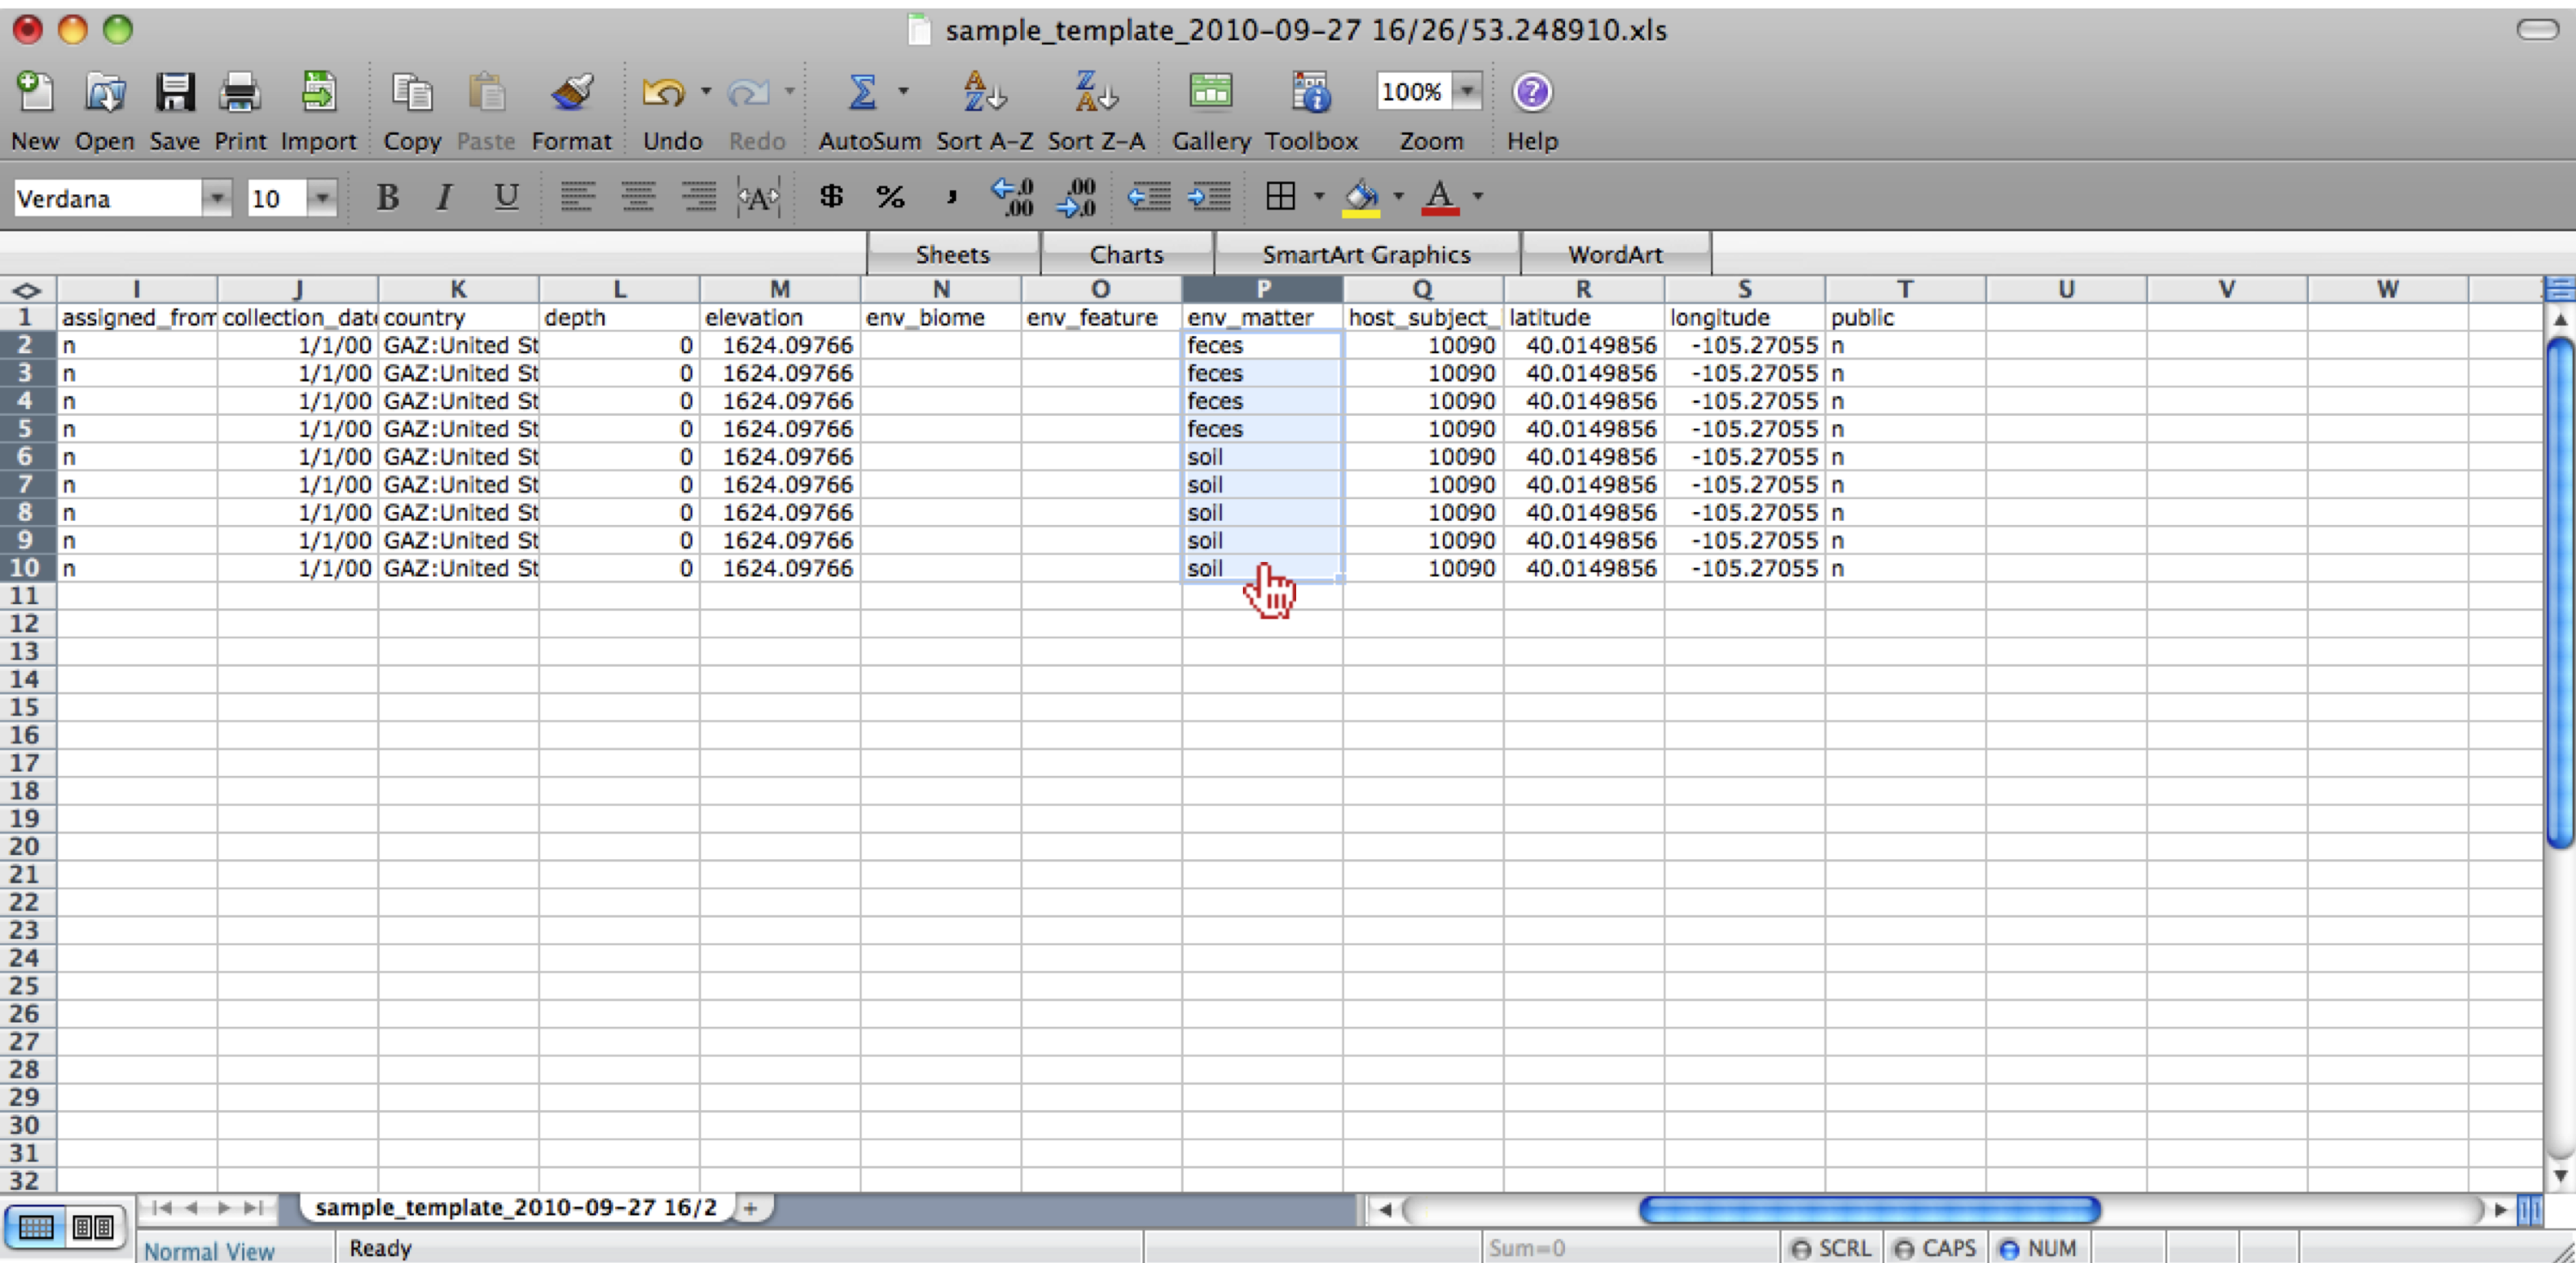 sample_template_2010-09-27 16/26/53.248910.xls
100%
New Open Save Print Import Copy Paste Format Undo Redo AutoSum Sort A-Z Sort Z-A Gallery Toolbox Zoom Help
Verdana 10 B I U A $ % , .0 .00 .00 .0 A
Sheets Charts SmartArt Graphics WordArt
I J K L M N O P Q R S T U V W
1 assigned_from collection_date country depth elevation env_biome env_feature env_matter host_subject_ latitude longitude public
2 n 1/1/00 GAZ:United St 0 1624.09766 feces 10090 40.0149856 -105.27055 n
3 n 1/1/00 GAZ:United St 0 1624.09766 feces 10090 40.0149856 -105.27055 n
4 n 1/1/00 GAZ:United St 0 1624.09766 feces 10090 40.0149856 -105.27055 n
5 n 1/1/00 GAZ:United St 0 1624.09766 feces 10090 40.0149856 -105.27055 n
6 n 1/1/00 GAZ:United St 0 1624.09766 soil 10090 40.0149856 -105.27055 n
7 n 1/1/00 GAZ:United St 0 1624.09766 soil 10090 40.0149856 -105.27055 n
8 n 1/1/00 GAZ:United St 0 1624.09766 soil 10090 40.0149856 -105.27055 n
9 n 1/1/00 GAZ:United St 0 1624.09766 soil 10090 40.0149856 -105.27055 n
10 n 1/1/00 GAZ:United St 0 1624.09766 soil 10090 40.0149856 -105.27055 n
11
12
13
14
15
16
17
18
19
20
21
22
23
24
25
26
27
28
29
30
31
32
sample_template_2010-09-27 16/2 +
Normal View Ready Sum=0 SCRL CAPS NUM